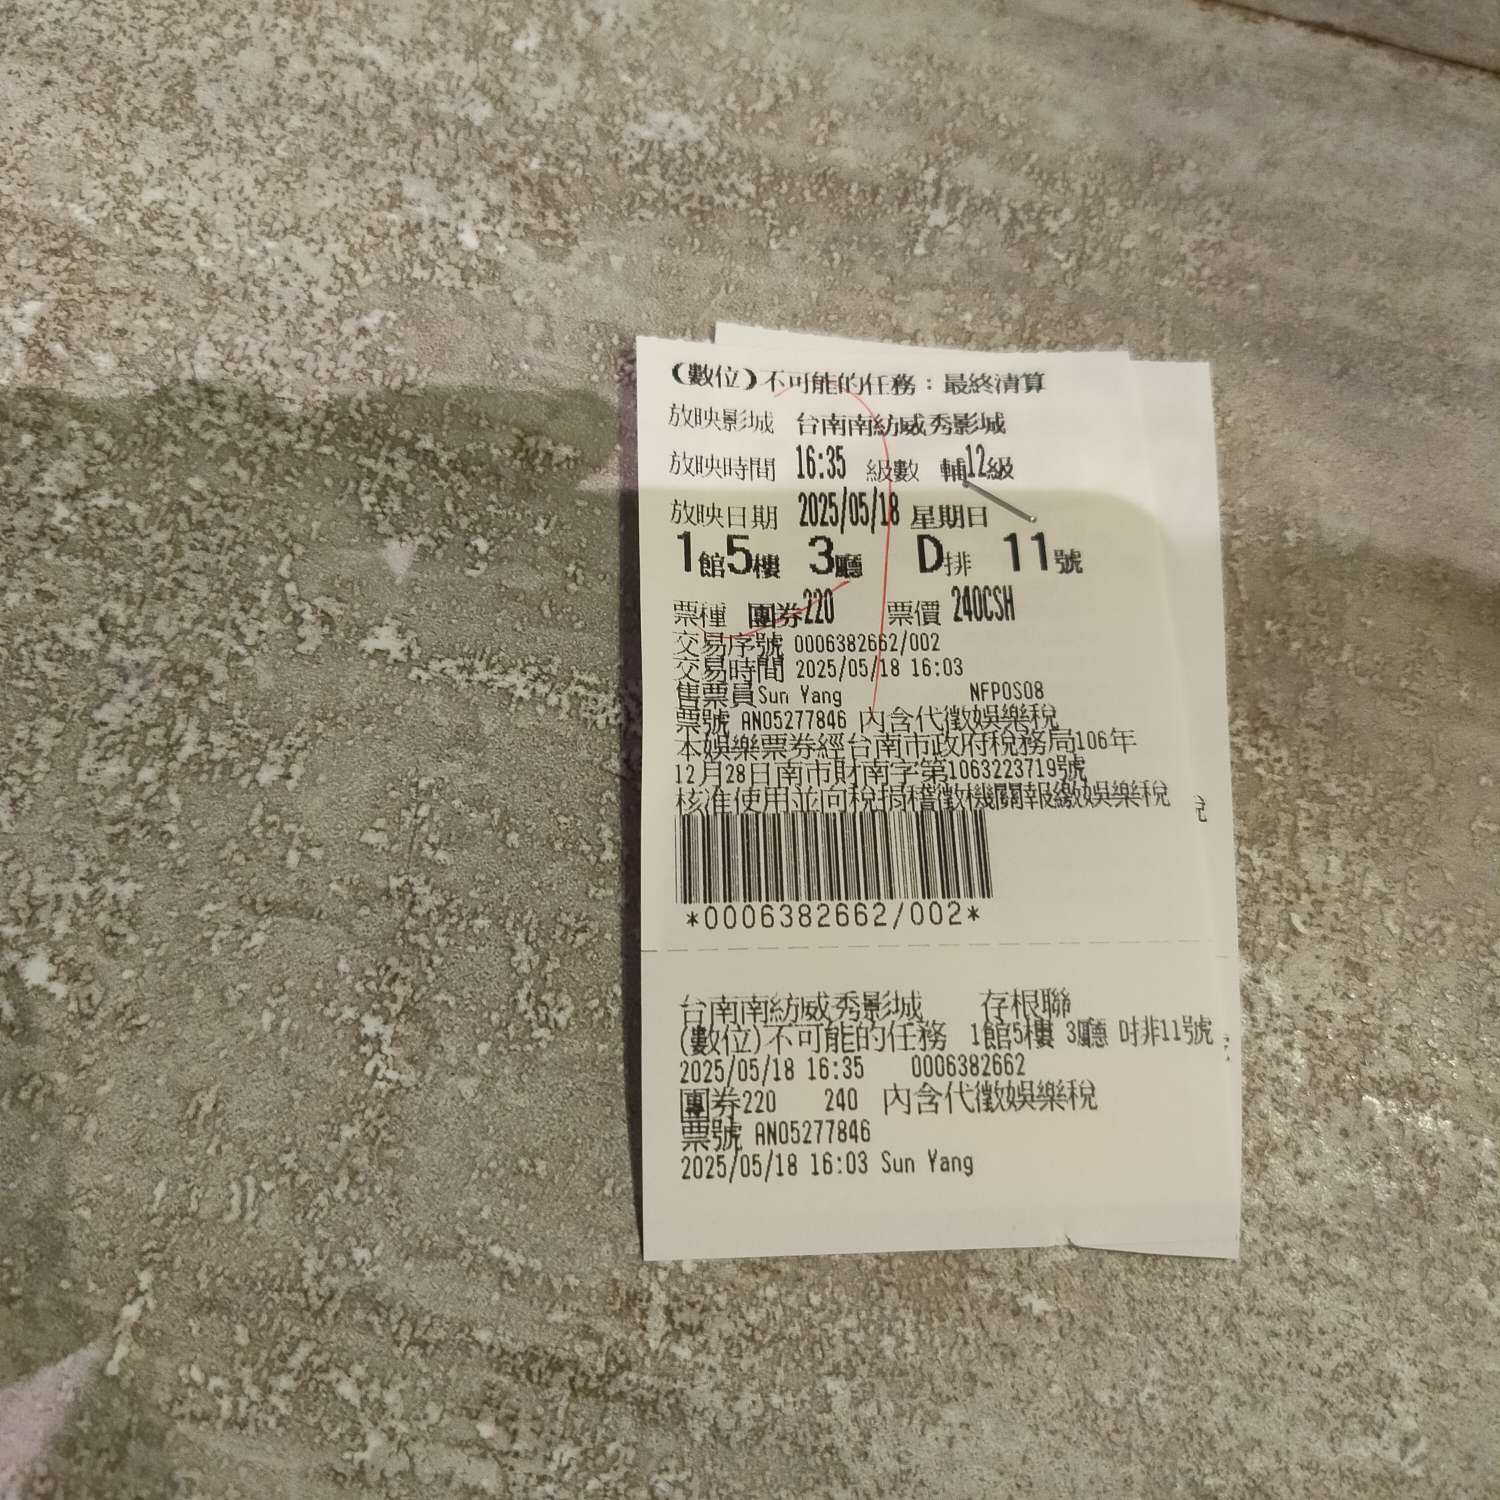 (數位)不可能的任務：最終清算
放映影城 台南南紡威秀影城
放映時間 16:35 級數 輔12級
放映日期 2025/05/18 星期日
1館5樓 3廳 D排 11號
票種 團券220 票價 240CSH
交易序號 0006382662/002
交易時間 2025/05/18 16:03
售票員Sun Yang NFPOS08
票號 AN05277846 內含代徵娛樂稅
本娛樂票券經台南市政府稅務局106年
12月28日南市財南字第1063223719號
核准使用並向稅捐稽徵機關報繳娛樂稅
*0006382662/002*
台南南紡威秀影城 存根聯
(數位)不可能的任務 1館5樓 3廳 D排11號
2025/05/18 16:35 0006382662
團券220 240 內含代徵娛樂稅
票號 AN05277846
2025/05/18 16:03 Sun Yang